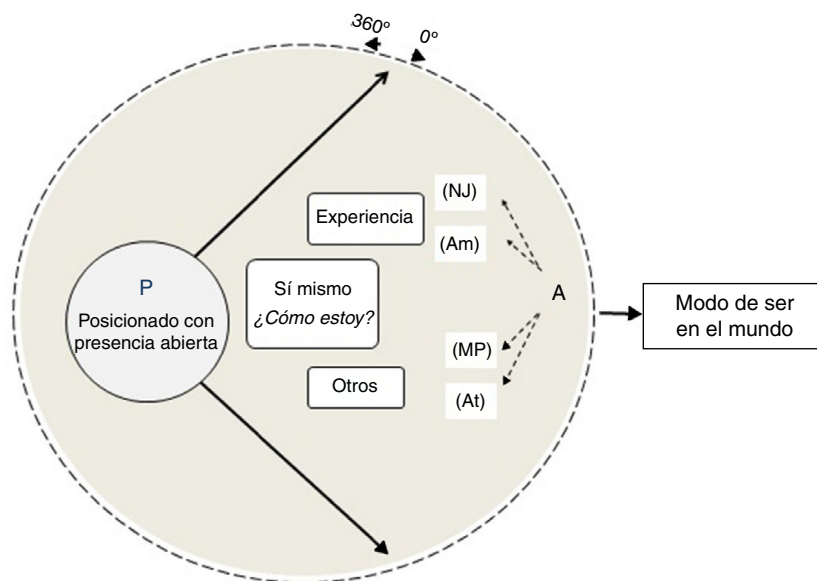 360º
0º
(NJ)
Experiencia
(Am)
P
Posicionado con
presencia abierta
Sí mismo
¿Cómo estoy?
A
Modo de ser
en el mundo
(MP)
Otros
(At)